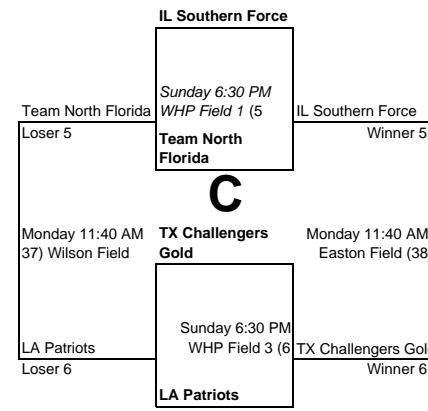 IL Southern Force
Sunday 6:30 PM
Team North Florida WHP Field 1 (5 IL Southern Force
Loser 5 Team North Winner 5
Florida
C
Monday 11:40 AM TX Challengers Monday 11:40 AM
37) Wilson Field Gold Easton Field (38
Sunday 6:30 PM
LA Patriots WHP Field 3 (6 TX Challengers Gol
Loser 6 Winner 6
LA Patriots